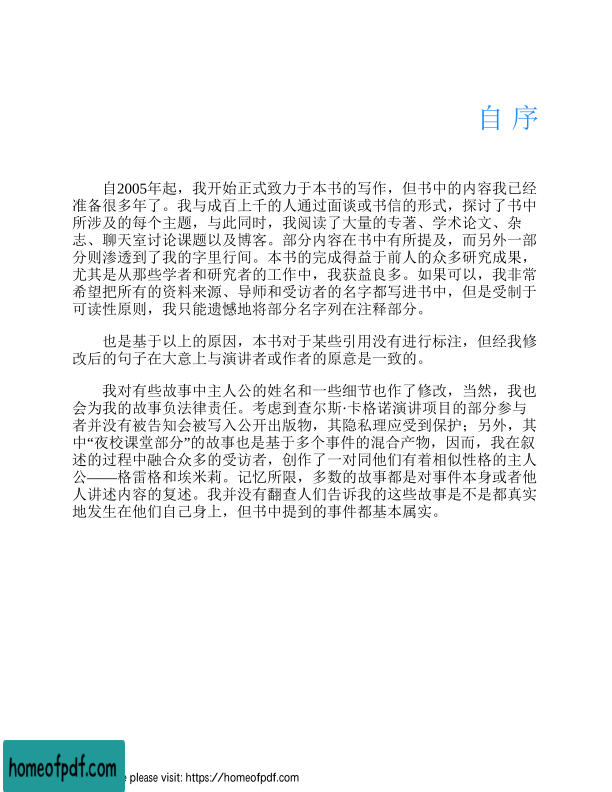 自 序
自2005年起，我开始正式致力于本书的写作，但书中的内容我已经
准备很多年了。我与成百上千的人通过面谈或书信的形式，探讨了书中
所涉及的每个主题，与此同时，我阅读了大量的专著、学术论文、杂
志、聊天室讨论课题以及博客。部分内容在书中有所提及，而另外一部
分则渗透到了我的字里行间。本书的完成得益于前人的众多研究成果，
尤其是从那些学者和研究者的工作中，我获益良多。如果可以，我非常
希望把所有的资料来源、导师和受访者的名字都写进书中，但是受制于
可读性原则，我只能遗憾地将部分名字列在注释部分。
也是基于以上的原因，本书对于某些引用没有进行标注，但经我修
改后的句子在大意上与演讲者或作者的原意是一致的。
我对有些故事中主人公的姓名和一些细节也作了修改，当然，我也
会为我的故事负法律责任。考虑到查尔斯·卡格诺演讲项目的部分参与
者并没有被告知会被写入公开出版物，其隐私理应受到保护；另外，其
中“夜校课堂部分”的故事也是基于多个事件的混合产物，因而，我在叙
述的过程中融合众多的受访者，创作了一对同他们有着相似性格的主人
公——格雷格和埃米莉。记忆所限，多数的故事都是对事件本身或者他
人讲述内容的复述。我并没有翻查人们告诉我的这些故事是不是都真实
地发生在他们自己身上，但书中提到的事件都基本属实。
homeofpdf.com
e please visit: https://homeofpdf.com